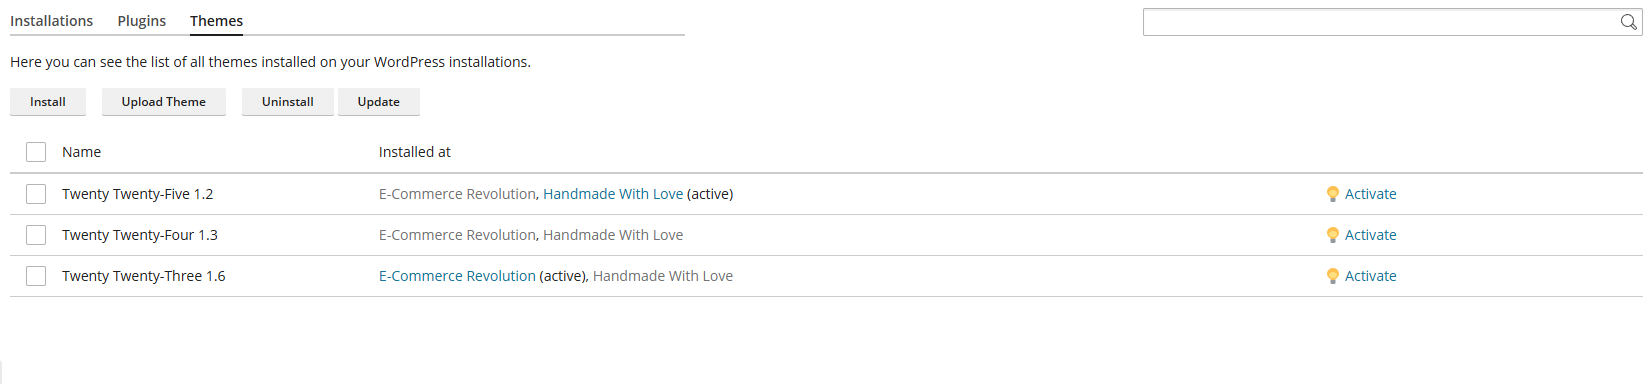 Installations Plugins Themes
Here you can see the list of all themes installed on your WordPress installations.
Install Upload Theme Uninstall Update
Name Installed at
Twenty Twenty-Five 1.2 E-Commerce Revolution, Handmade With Love (active) Activate
Twenty Twenty-Four 1.3 E-Commerce Revolution, Handmade With Love Activate
Twenty Twenty-Three 1.6 E-Commerce Revolution (active), Handmade With Love Activate